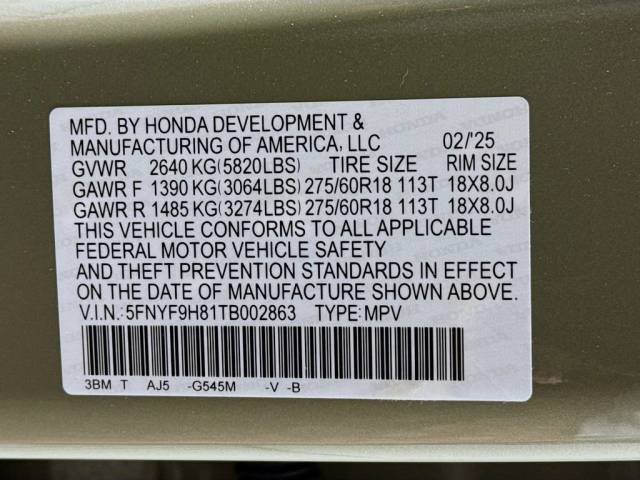 MFD. BY HONDA DEVELOPMENT &
MANUFACTURING OF AMERICA, LLC 02/'25
GVWR 2640 KG(5820LBS) TIRE SIZE RIM SIZE
GAWR F 1390 KG(3064LBS) 275/60R18 113T 18X8.0J
GAWR R 1485 KG(3274LBS) 275/60R18 113T 18X8.0J
THIS VEHICLE CONFORMS TO ALL APPLICABLE
FEDERAL MOTOR VEHICLE SAFETY
AND THEFT PREVENTION STANDARDS IN EFFECT
ON THE DATE OF MANUFACTURE SHOWN ABOVE.
V.I.N.: 5FNYF9H81TB002863 TYPE: MPV
3BM T AJ5 -G545M -V -B